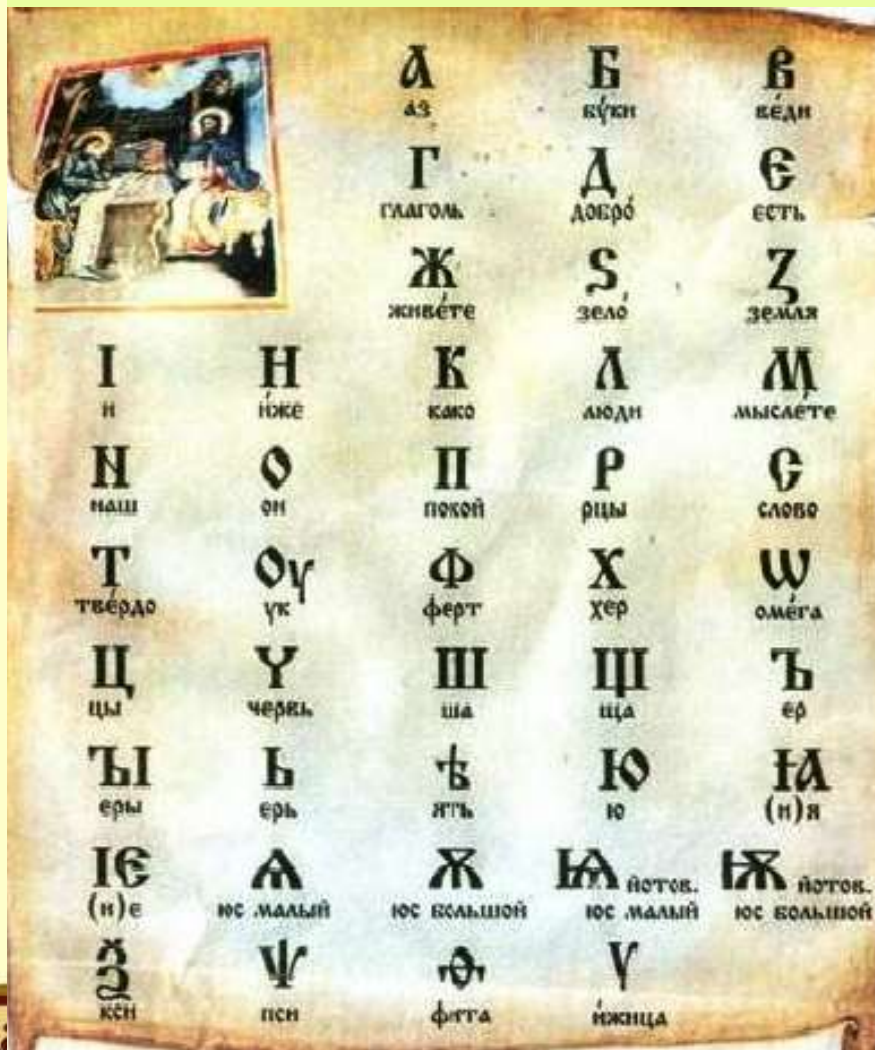 А Б В
аз бу́ки ве́ди
Г Д Є
глаголь добро́ єсть
Ж Ѕ З
живе́те зело́ земля
І Н К Л М
и и́же како люди мысле́те
N О П Р С
наш он покой рцы слово
Т Оу Ф Х Ѡ
тве́рдо ук ферт хер оме́га
Ц Ч Ш Щ Ъ
цы червь ша ща ер
ЪІ Ь Ѣ Ю Ꙗ
еры ерь ять ю (и)я
Ѥ Ѧ Ѫ Ѩ йотов. Ѭ йотов.
(и)є юс малый юс большой юс малый юс большой
Ѯ Ѱ Ѳ Ѵ
кси пси фита и́жица